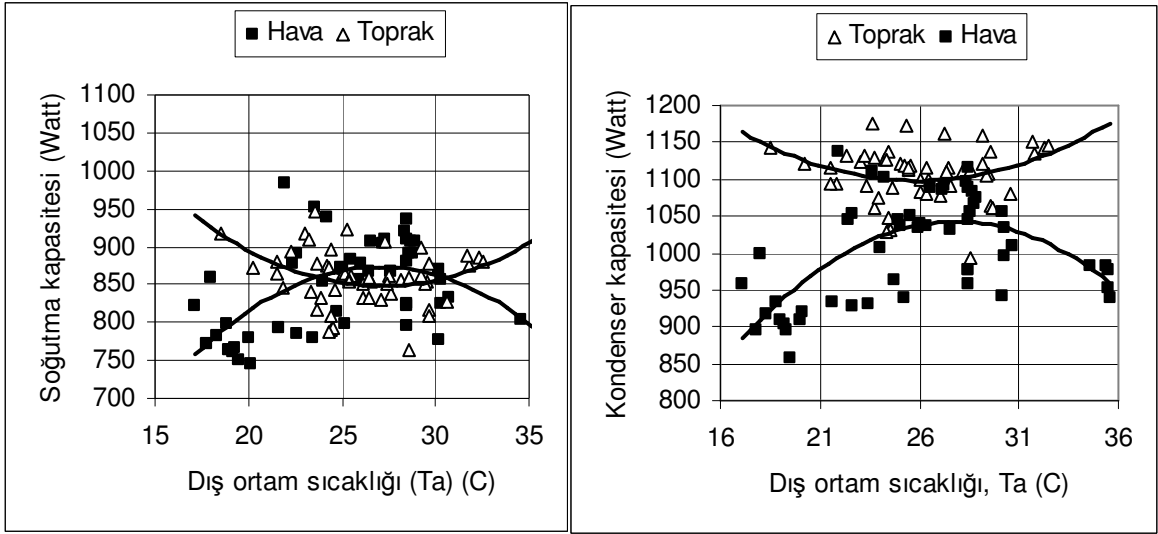 Hava Toprak
Soğutma kapasitesi (Watt)
1100
1050
1000
950
900
850
800
750
700
15 20 25 30 35
Dış ortam sıcaklığı (Ta) (C)
Toprak Hava
Kondenser kapasitesi (Watt)
1200
1150
1100
1050
1000
950
900
850
800
16 21 26 31 36
Dış ortam sıcaklığı, Ta (C)